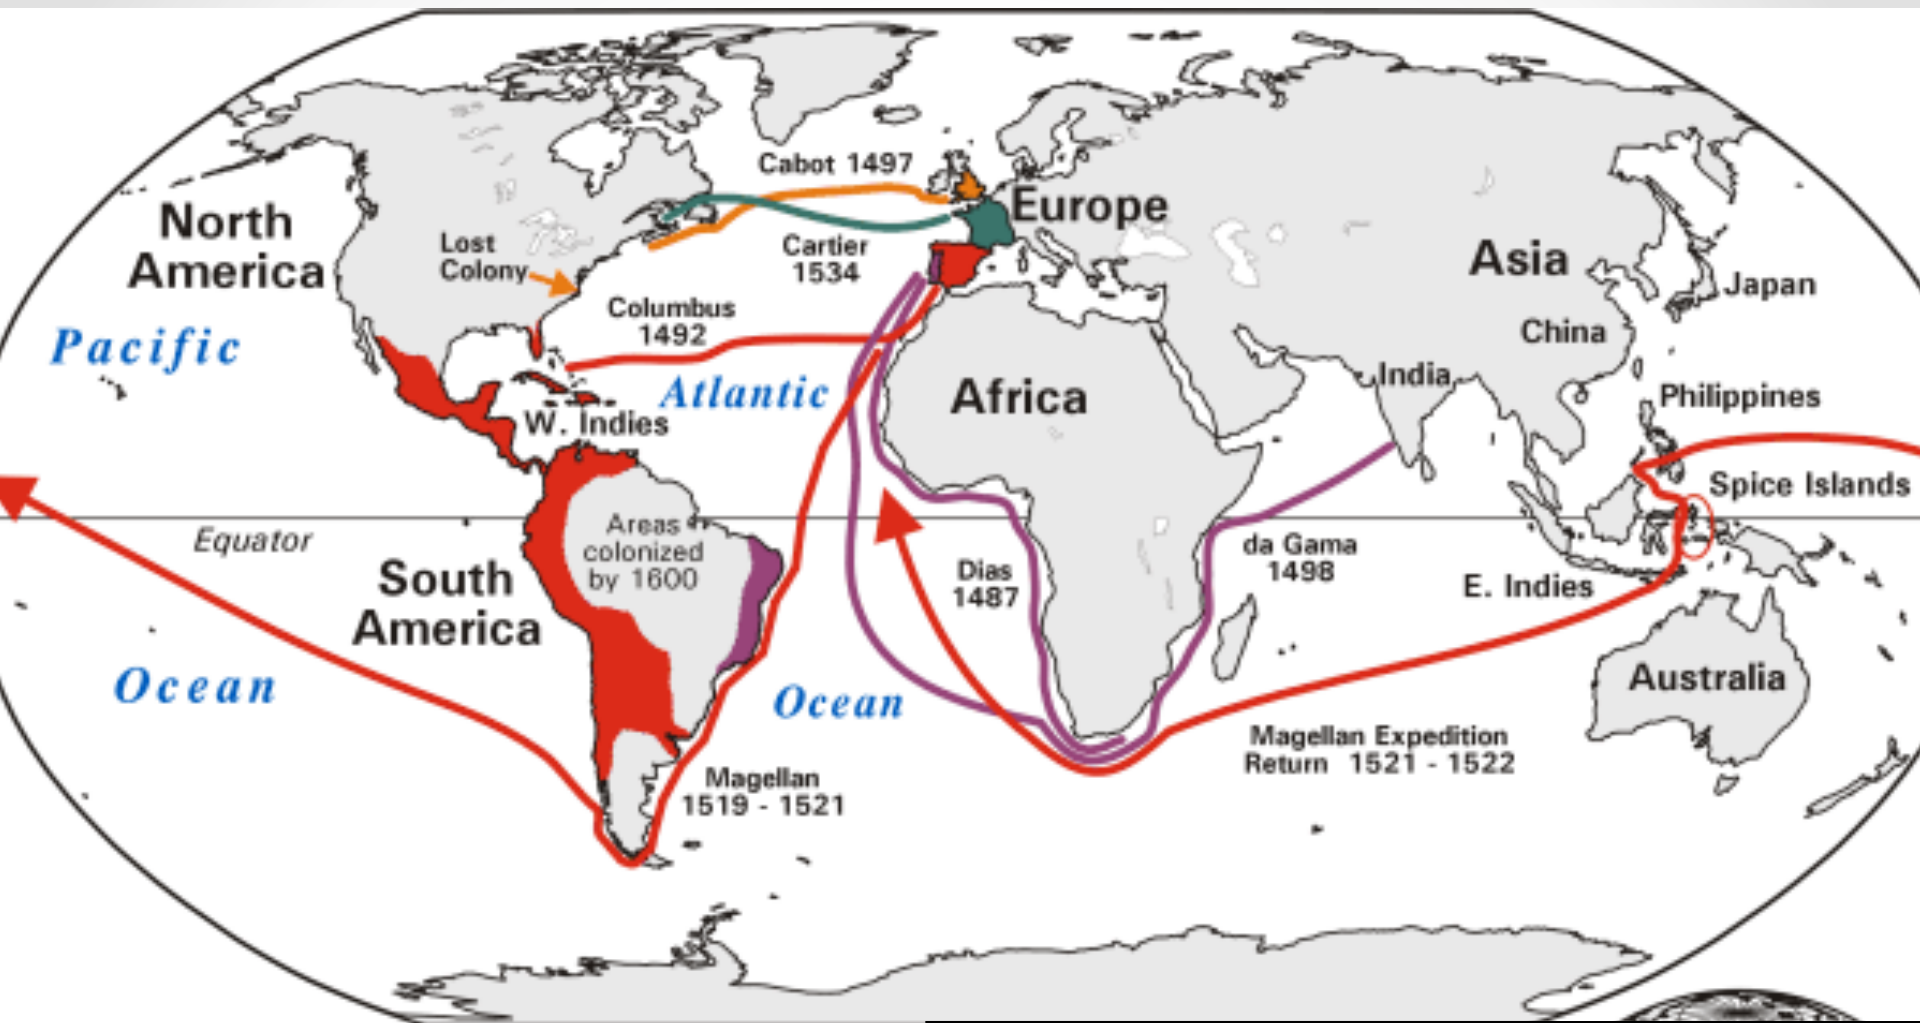 Cabot 1497
North
America
Europe
Lost
Colony
Cartier
1534
Asia
Japan
Columbus
1492
China
Pacific
Atlantic
Africa
India
Philippines
W. Indies
Spice Islands
Equator
Areas
colonized
by 1600
South
America
Dias
1487
da Gama
1498
E. Indies
Ocean
Ocean
Australia
Magellan
1519 - 1521
Magellan Expedition
Return 1521 - 1522